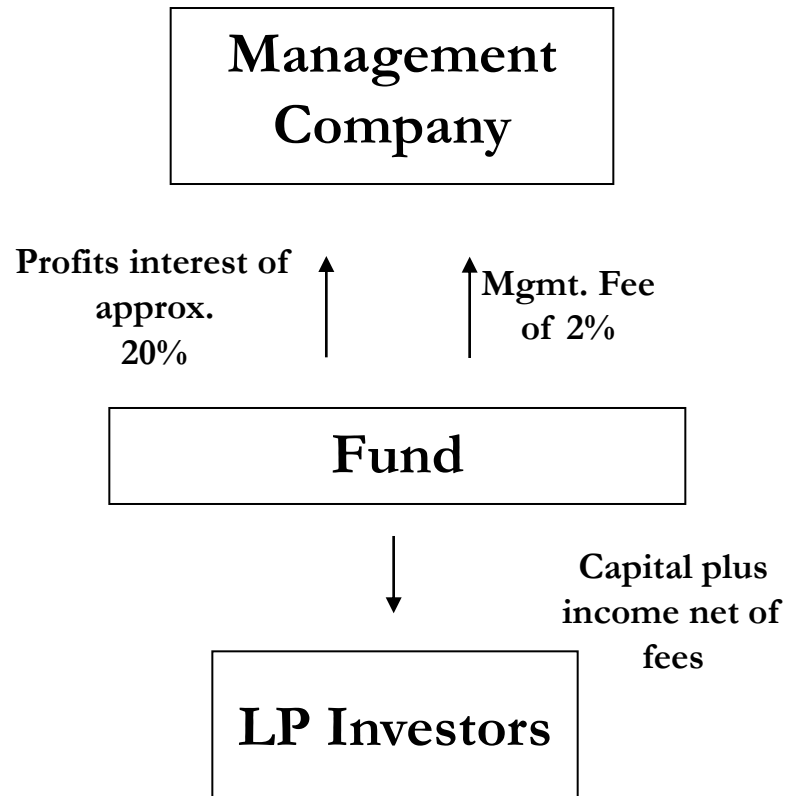 Management
Company
Profits interest of
approx.
20%
Mgmt. Fee
of 2%
Fund
Capital plus
income net of
fees
LP Investors